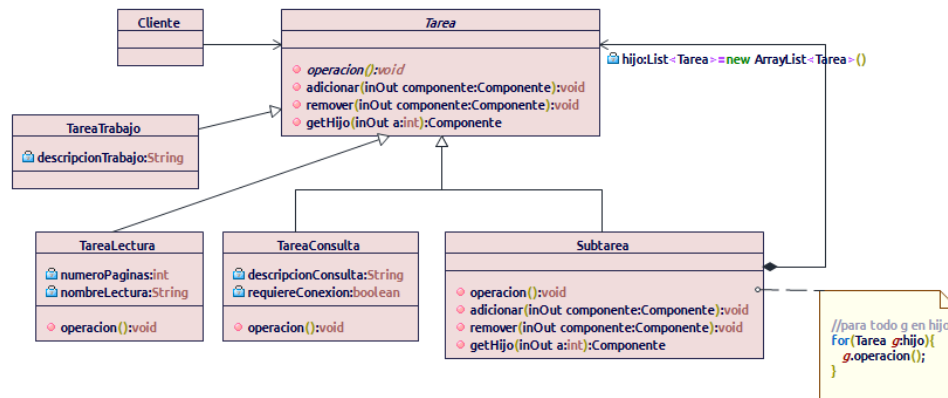 Cliente
Tarea
operacion():void
adicionar(inOut componente:Componente):void
remover(inOut componente:Componente):void
getHijo(inOut a:int):Componente
hijo:List<Tarea>=new ArrayList<Tarea>()
TareaTrabajo
descripcionTrabajo:String
TareaLectura
numeroPaginas:int
nombreLectura:String
operacion():void
TareaConsulta
descripcionConsulta:String
requiereConexion:boolean
operacion():void
Subtarea
operacion():void
adicionar(inOut componente:Componente):void
remover(inOut componente:Componente):void
getHijo(inOut a:int):Componente
//para todo g en hijo
for(Tarea g:hijo){
g.operacion();
}